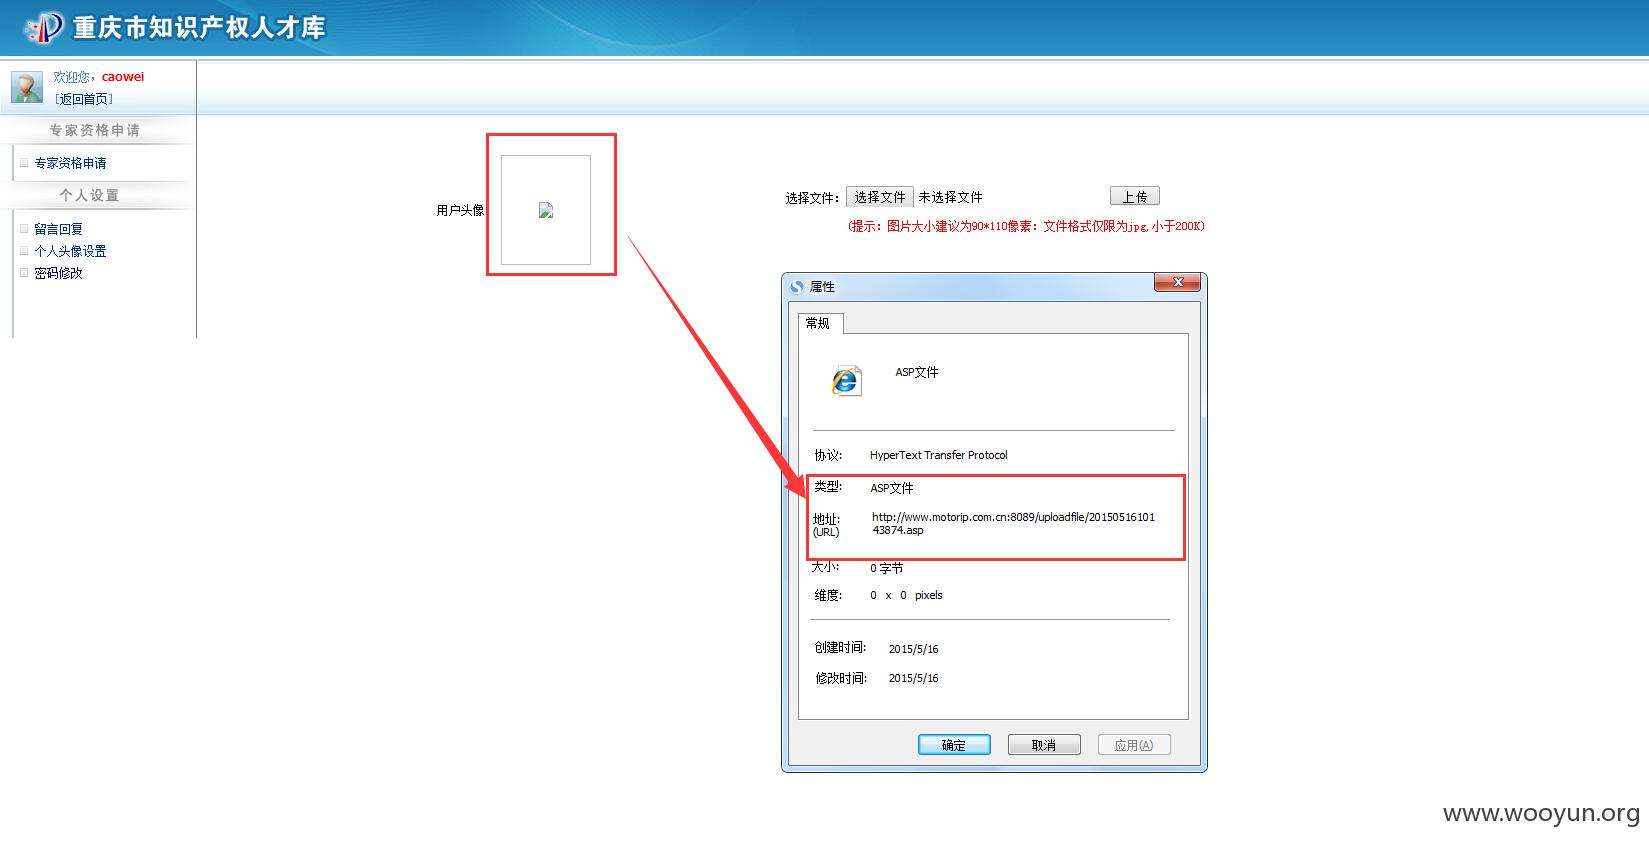 重庆市知识产权人才库
欢迎您，caowei
[返回首页]
专家资格申请
专家资格申请
个人设置
留言回复
个人头像设置
密码修改
用户头像
选择文件： 选择文件 未选择文件 上传
(提示：图片大小建议为90*110像素；文件格式仅限为jpg,小于200K)
属性
常规
ASP文件
协议: HyperText Transfer Protocol
类型: ASP文件
地址: http://www.motorip.com.cn:8089/uploadfile/20150516101
(URL) 43874.asp
大小: 0 字节
维度: 0 x 0 pixels
创建时间: 2015/5/16
修改时间: 2015/5/16
确定 取消 应用(A)
www.wooyun.org